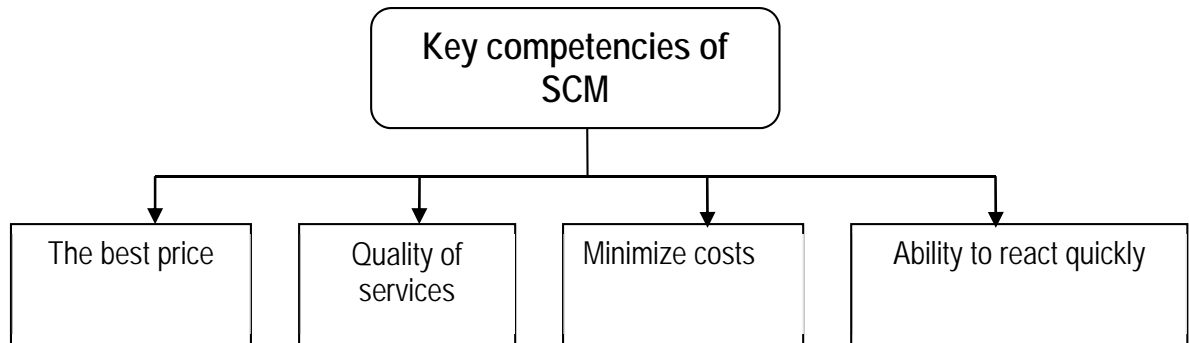 Key competencies of
SCM
The best price
Quality of
services
Minimize costs
Ability to react quickly